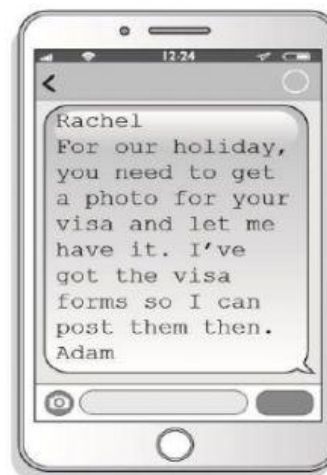 12:24
Rachel
For our holiday,
you need to get
a photo for your
visa and let me
have it. I've
got the visa
forms so I can
post them then.
Adam